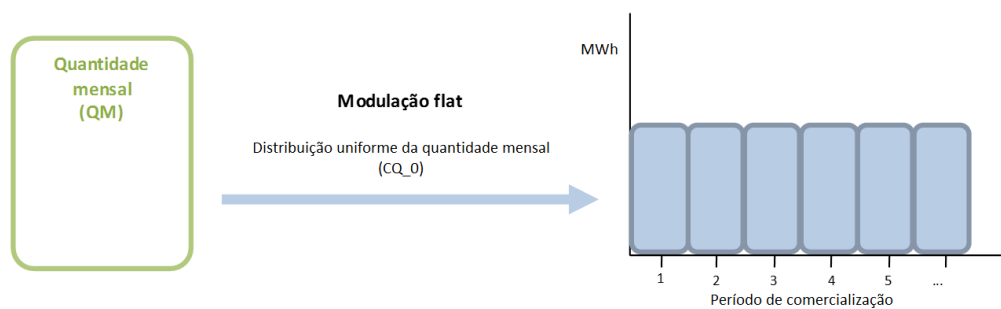 Quantidade
mensal
(QM)
Modulação flat
Distribuição uniforme da quantidade mensal
(CQ_0)
MWh
1 2 3 4 5 ...
Período de comercialização